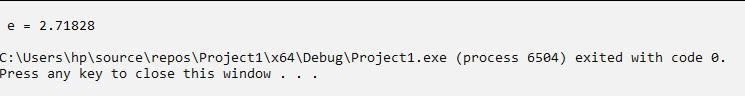 e = 2.71828
C:\Users\hp\source\repos\Project1\x64\Debug\Project1.exe (process 6504) exited with code 0.
Press any key to close this window . . .